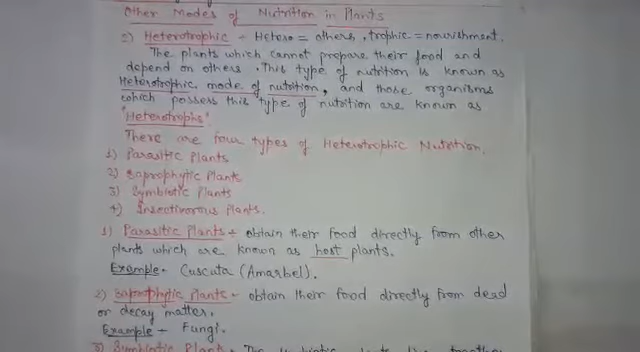 Other Modes of Nutrition in Plants
2) Heterotrophic - Hetero = others, trophic = nourishment.
The plants which cannot prepare their food and
depend on others. This type of nutrition is known as
Heterotrophic mode of nutrition, and those organisms
which possess this type of nutrition are known as
"Heterotrophs"
There are four types of Heterotrophic Nutrition.
1) Parasitic Plants
2) Saprophytic Plants
3) Symbiotic Plants
4) Insectivorous Plants.
1) Parasitic Plants - obtain their food directly from other
plants which are known as host plants.
Example - Cuscuta (Amarbel).
2) Saprophytic Plants - obtain their food directly from dead
or decay matter.
Example - Fungi.
3) Symbiotic Plant - The together